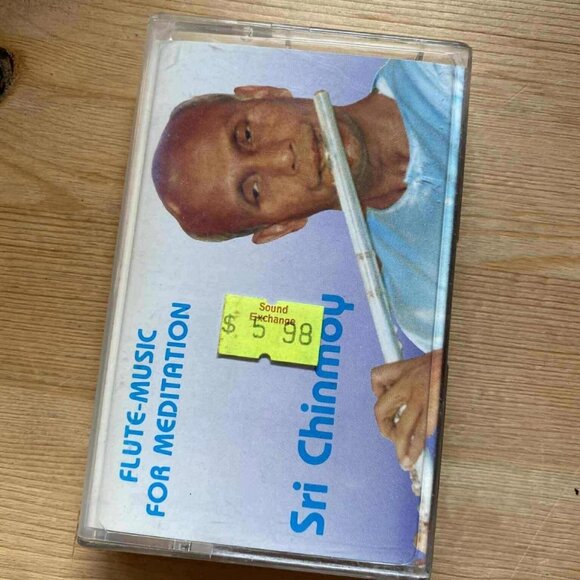 FLUTE-MUSIC
FOR MEDITATION
Sri Chinmoy
Sound
Exchange
$ 5 98